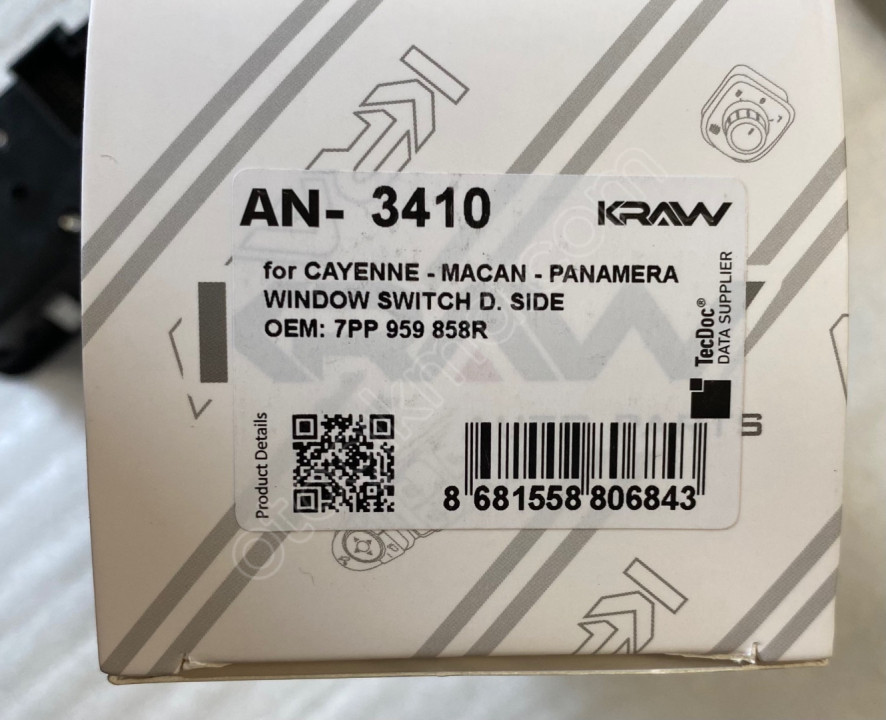 AN- 3410
KRAW
for CAYENNE - MACAN - PANAMERA
WINDOW SWITCH D. SIDE
OEM: 7PP 959 858R
TecDoc®
DATA SUPPLIER
Product Details
8 681558 806843